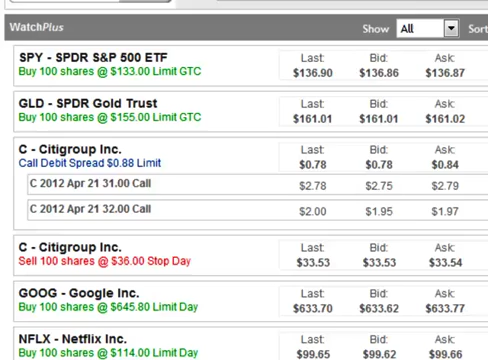 WatchPlus Show All Sort
SPY - SPDR S&P 500 ETF Last: Bid: Ask:
Buy 100 shares @ $133.00 Limit GTC $136.90 $136.86 $136.87
GLD - SPDR Gold Trust Last: Bid: Ask:
Buy 100 shares @ $155.00 Limit GTC $161.01 $161.01 $161.02
C - Citigroup Inc. Last: Bid: Ask:
Call Debit Spread $0.88 Limit $0.78 $0.78 $0.84
C 2012 Apr 21 31.00 Call $2.78 $2.75 $2.79
C 2012 Apr 21 32.00 Call $2.00 $1.95 $1.97
C - Citigroup Inc. Last: Bid: Ask:
Sell 100 shares @ $36.00 Stop Day $33.53 $33.53 $33.54
GOOG - Google Inc. Last: Bid: Ask:
Buy 100 shares @ $645.80 Limit Day $633.70 $633.62 $633.77
NFLX - Netflix Inc. Last: Bid: Ask:
Buy 100 shares @ $114.00 Limit Day $99.65 $99.62 $99.66